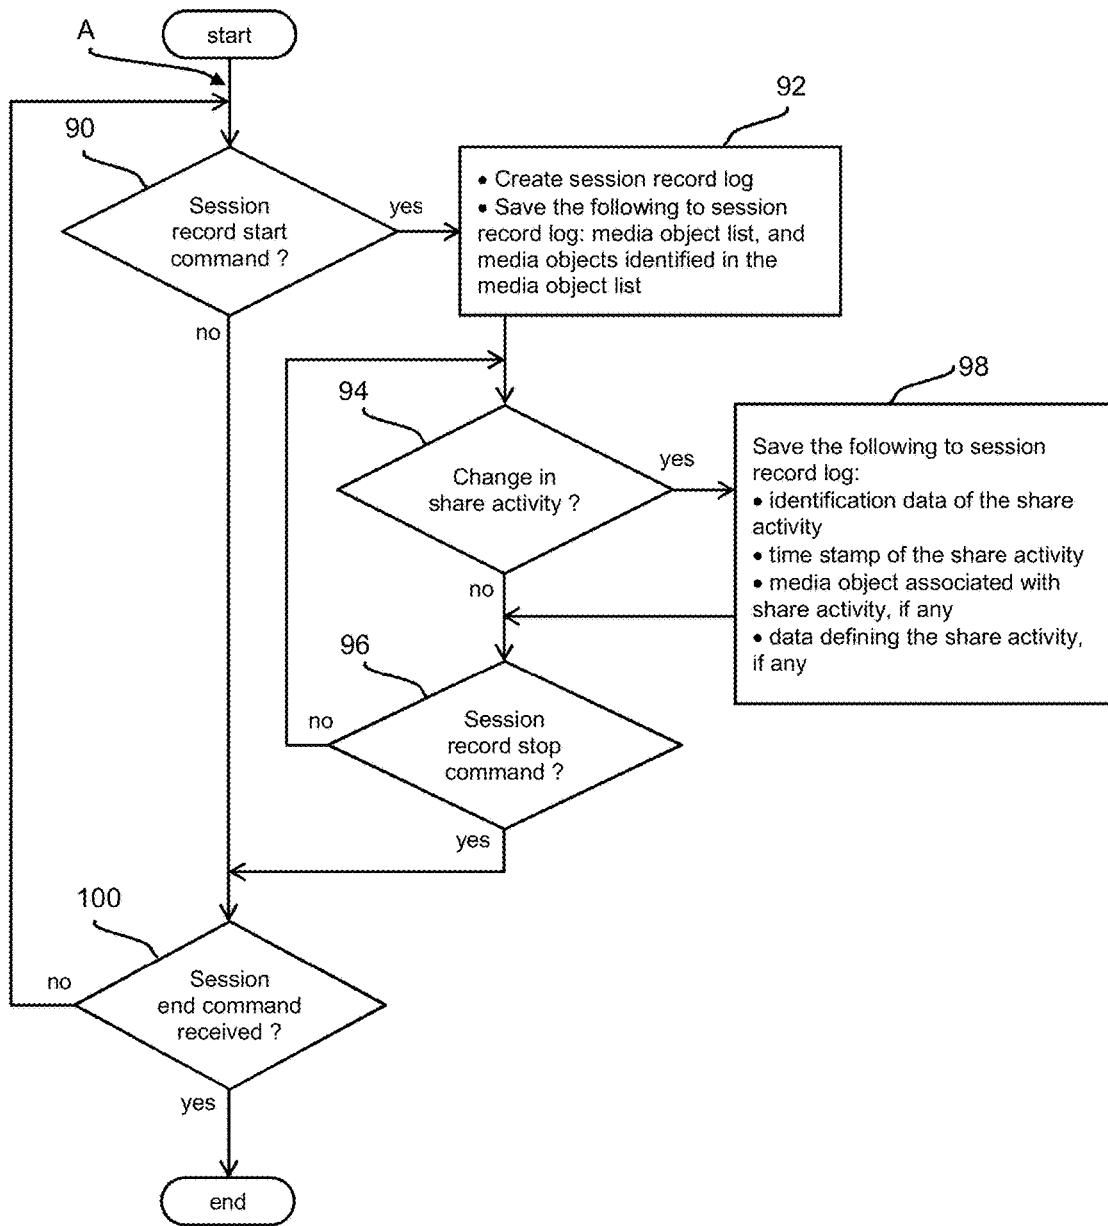 start
A
92
90
Session
record start
command ?
yes
no
• Create session record log
• Save the following to session
record log: media object list, and
media objects identified in the
media object list
94
Change in
share activity ?
yes
no
98
Save the following to session
record log:
• identification data of the share
activity
• time stamp of the share activity
• media object associated with
share activity, if any
• data defining the share activity,
if any
96
Session
record stop
command ?
no
yes
100
Session
end command
received ?
no
yes
end